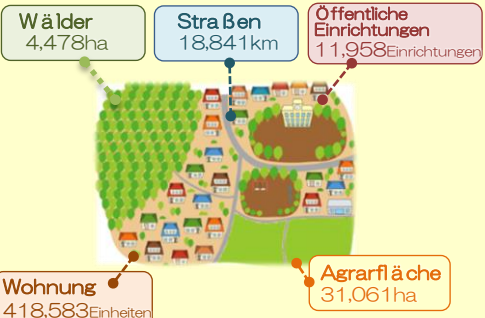 Wälder
4,478ha
Straßen
18,841km
Öffentliche
Einrichtungen
11,958Einrichtungen
Wohnung
418,583Einheiten
Agrarfläche
31,061ha